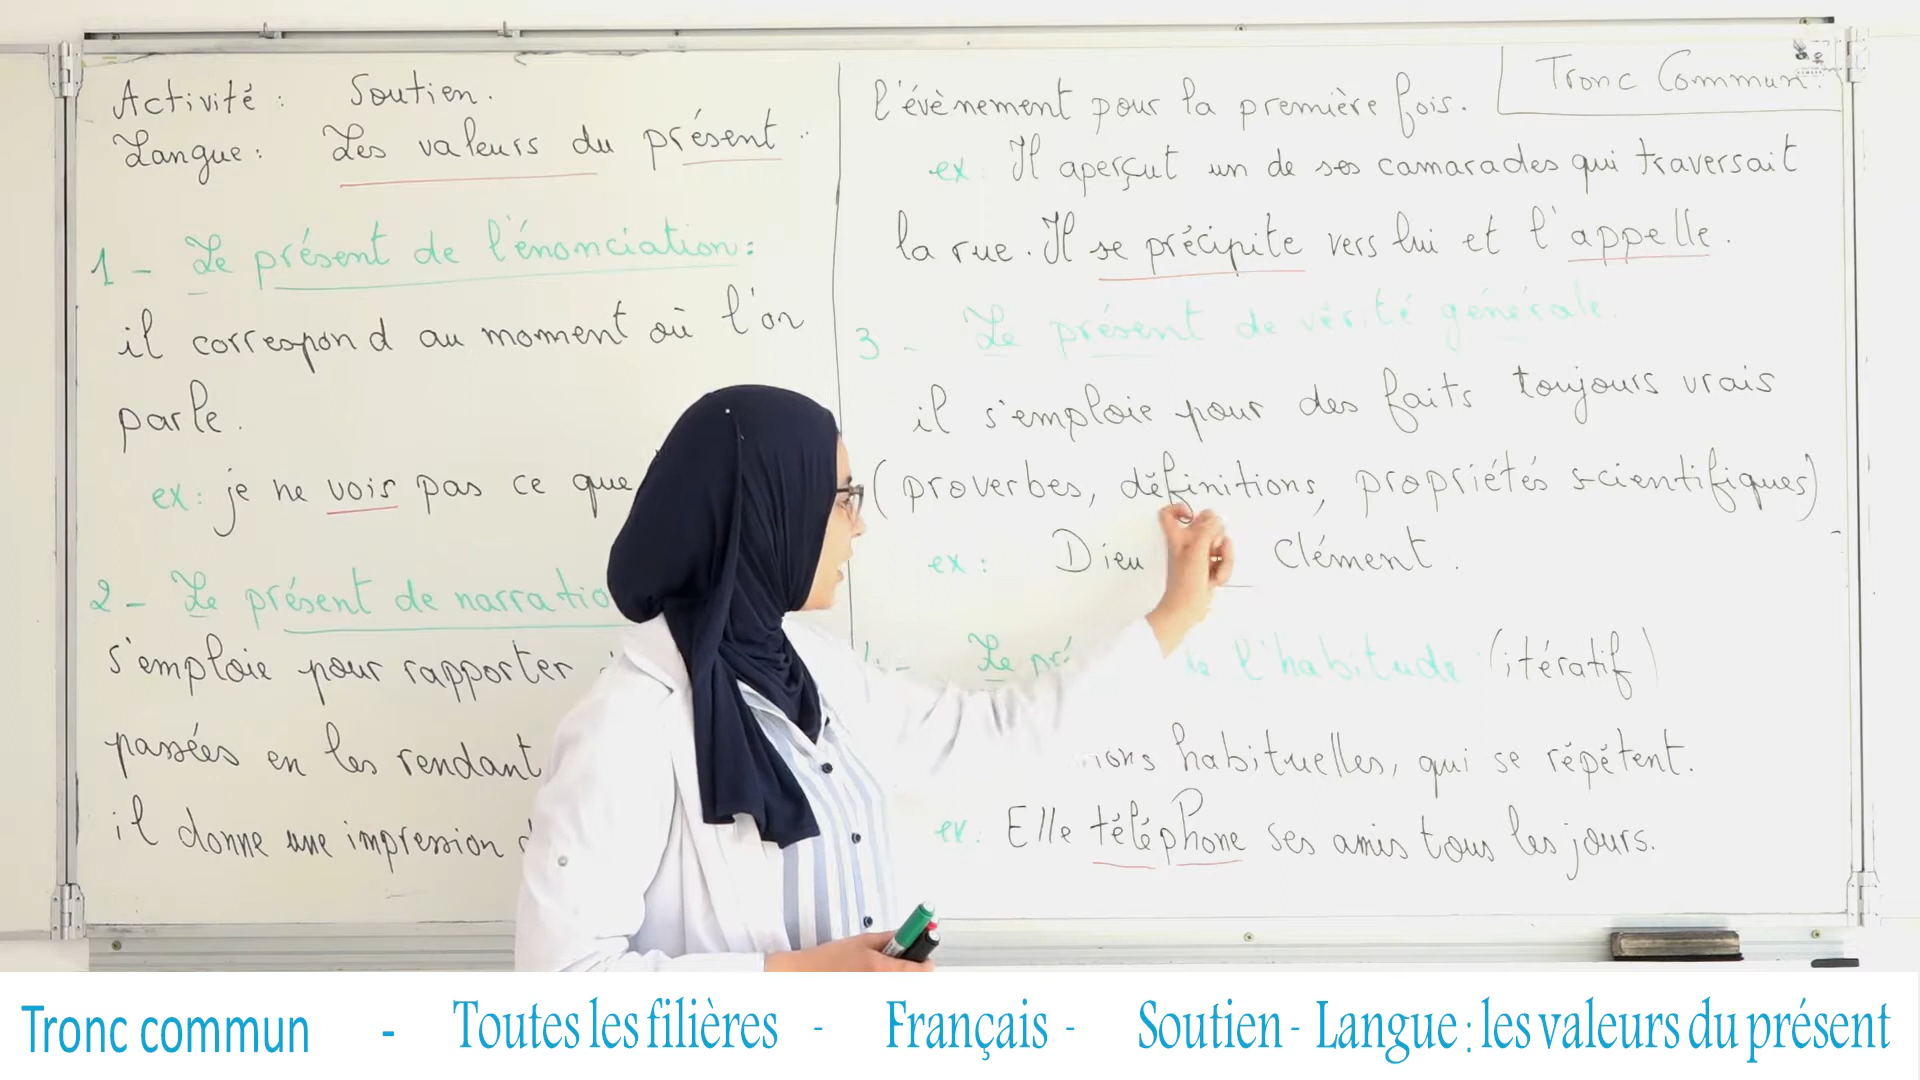 Activité : Soutien.
Langue : Les valeurs du présent.
1 - Le présent de l'énonciation :
il correspond au moment où l'on
parle.
ex : je ne vois pas ce que
2 - Le présent de narratio
s'emploie pour rapporter
passées en les rendant
il donne une impression
Tronc Commun.
l'évènement pour la première fois.
ex : Il aperçut un de ses camarades qui traversait
la rue. Il se précipite vers lui et l'appelle.
3 - Le présent de vérité générale.
il s'emploie pour des faits toujours vrais
(proverbes, définitions, propriétés scientifiques)
ex : Dieu Clément.
Le pré l'habitude (itératif)
ions habituelles, qui se répètent.
ex : Elle téléphone ses amis tous les jours.
Tronc commun - Toutes les filières - Français - Soutien - Langue : les valeurs du présent